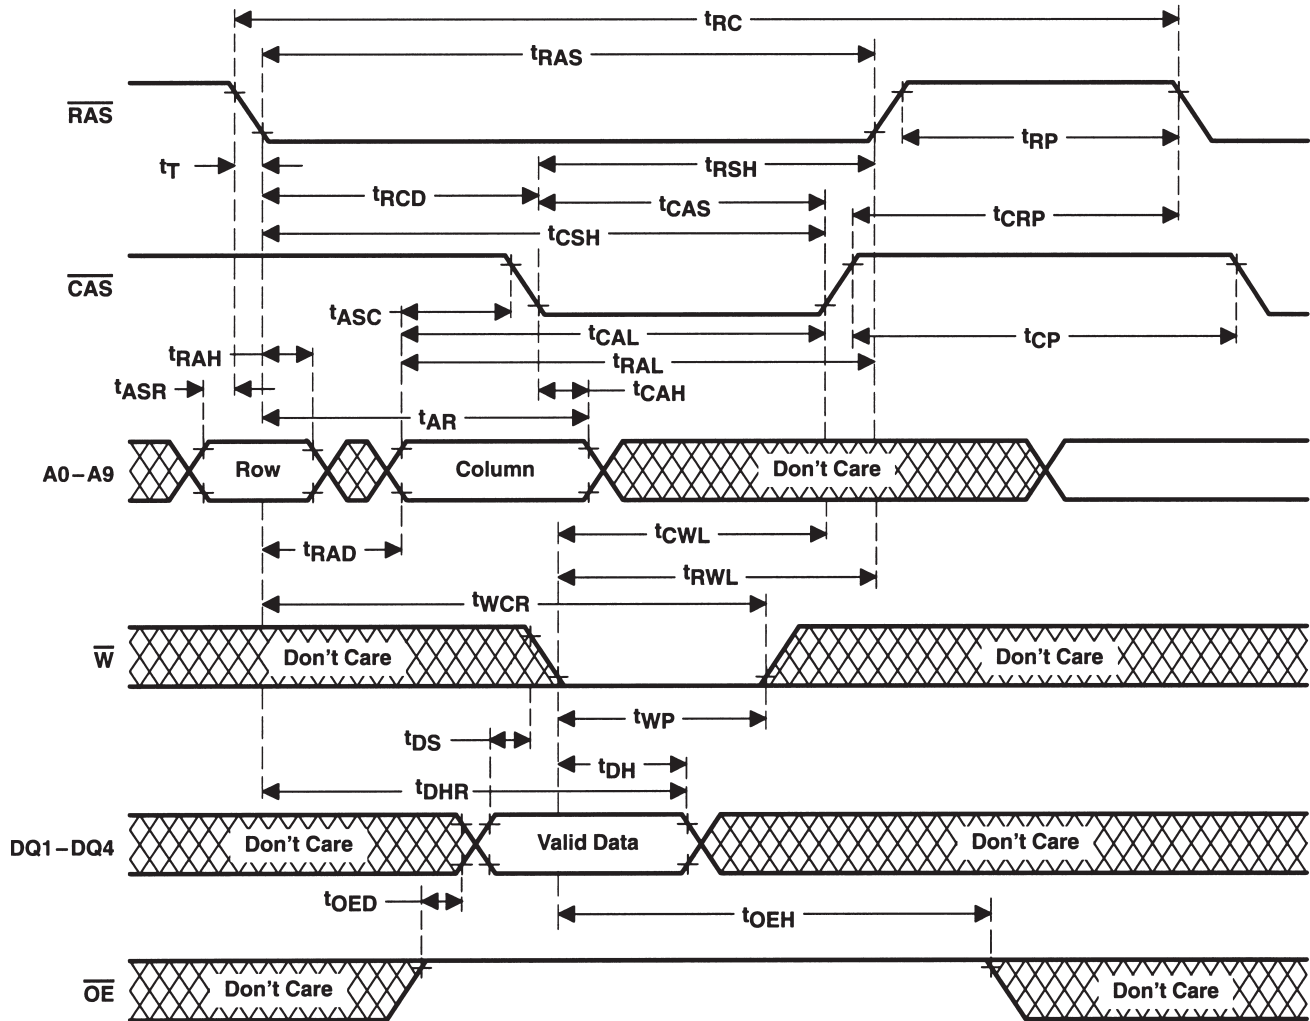 tRC
tRAS
RAS
tRP
tT
tRSH
tRCD
tCAS
tCRP
tCSH
CAS
tASC
tCAL
tCP
tRAH
tRAL
tASR
tCAH
tAR
A0–A9
Row
Column
Don't Care
tCWL
tRAD
tRWL
tWCR
W
Don't Care
Don't Care
tWP
tDS
tDH
tDHR
DQ1–DQ4
Don't Care
Valid Data
Don't Care
tOED
tOEH
OE
Don't Care
Don't Care